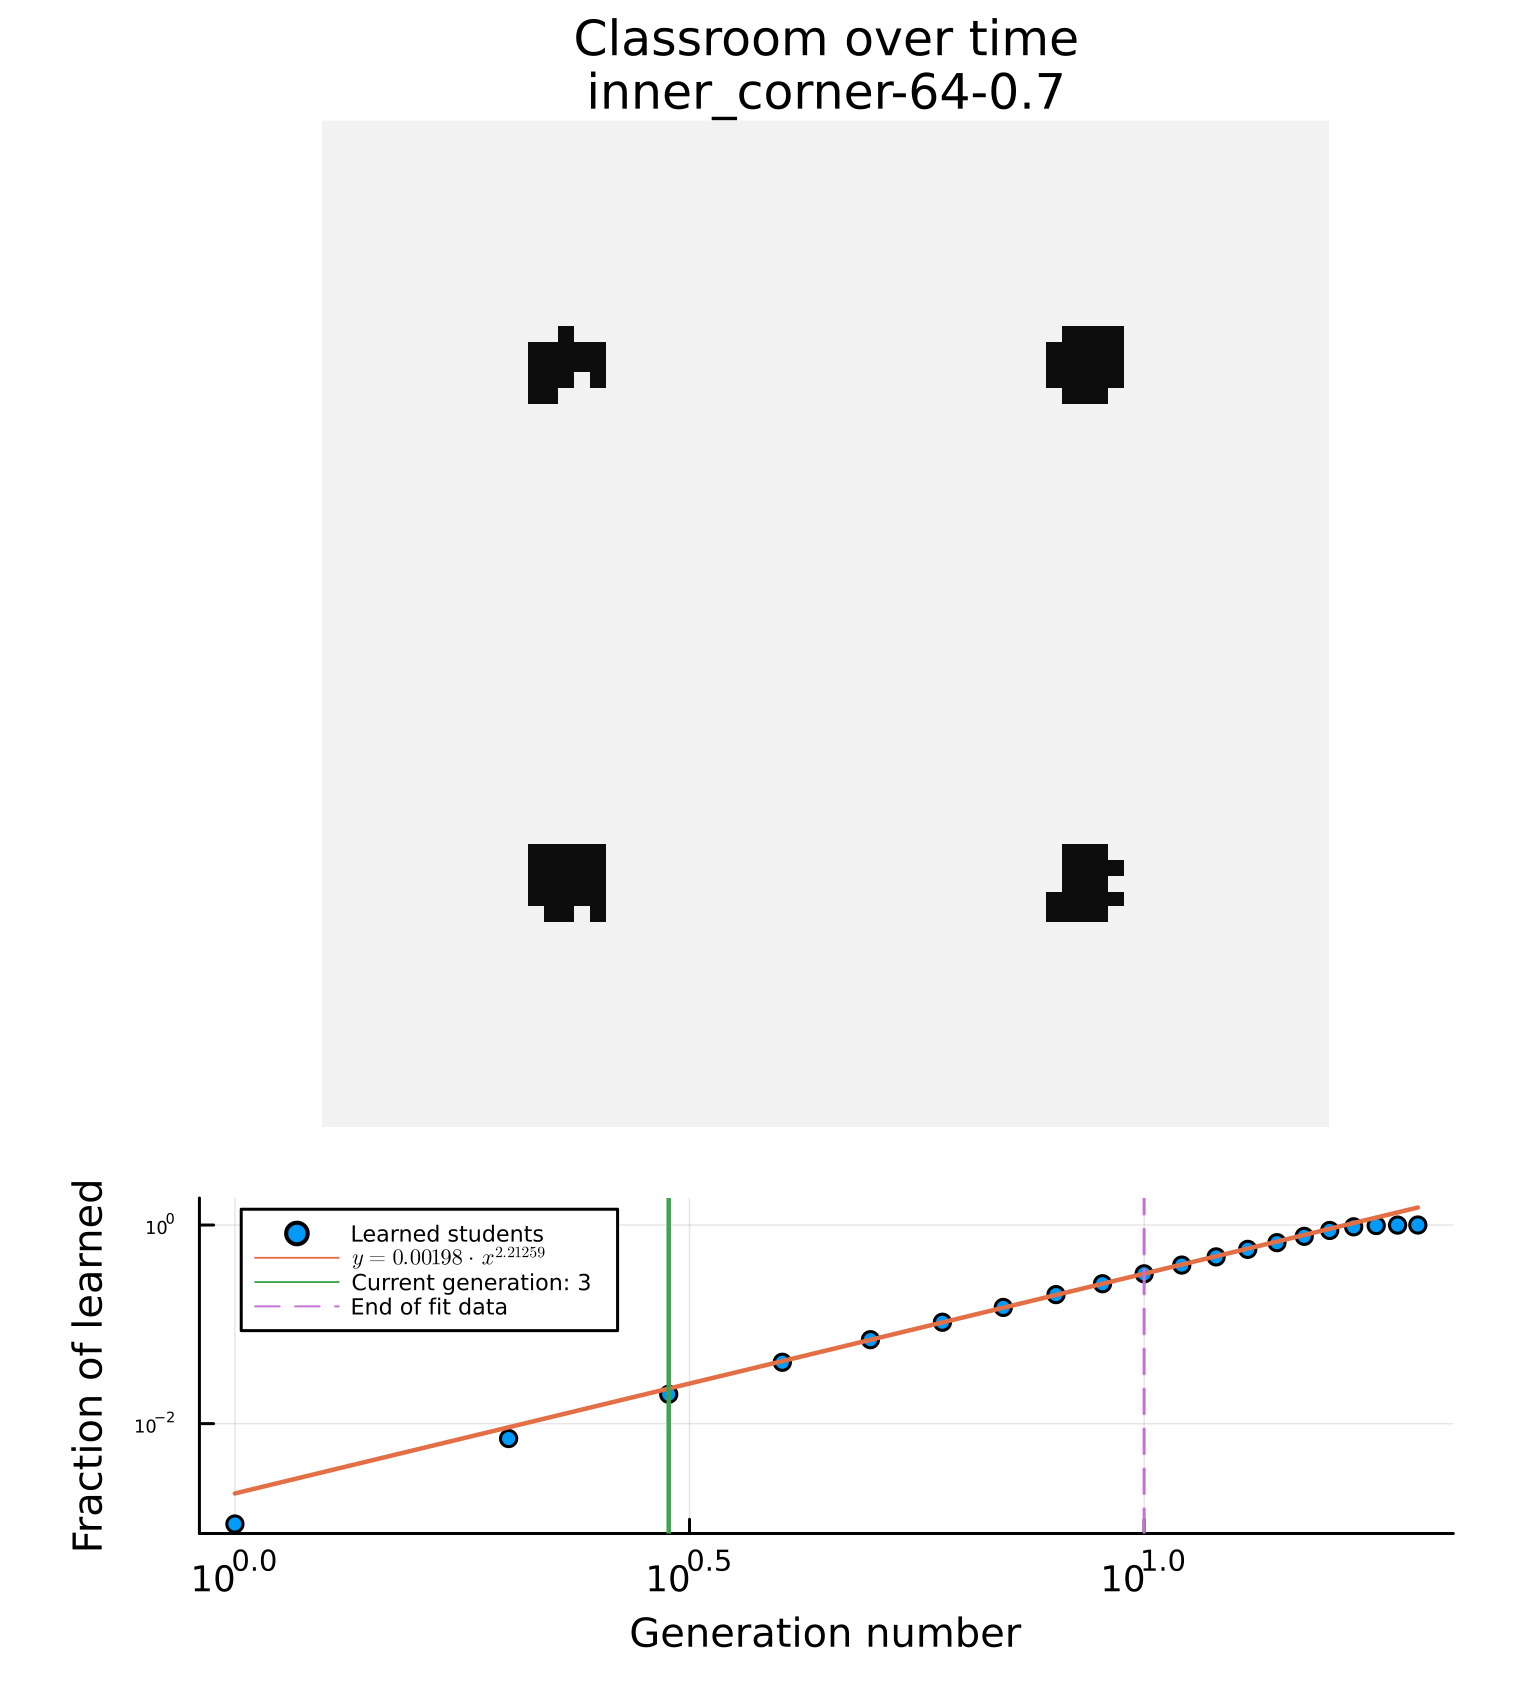 Classroom over time
inner_corner-64-0.7
Fraction of learned
10^0
10^−2
Learned students
y = 0.00198 · x^2.21259
Current generation: 3
End of fit data
10^0.0
10^0.5
10^1.0
Generation number